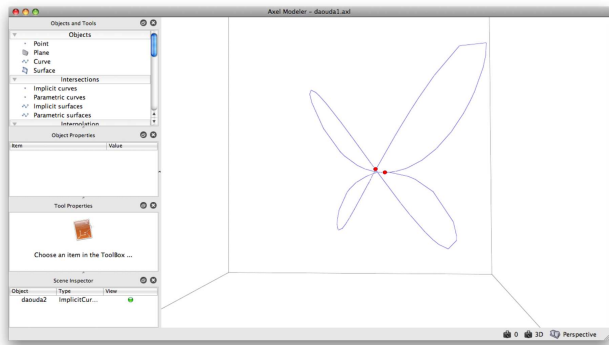 Axel Modeler – daouda1.axl
Objects and Tools
Objects
Point
Plane
Curve
Surface
Intersections
Implicit curves
Parametric curves
Implicit surfaces
Parametric surfaces
Interpolation
Object Properties
Item Value
Tool Properties
Choose an item in the ToolBox ...
Scene Inspector
Object Type View
daouda2 ImplicitCur...
0 3D Perspective